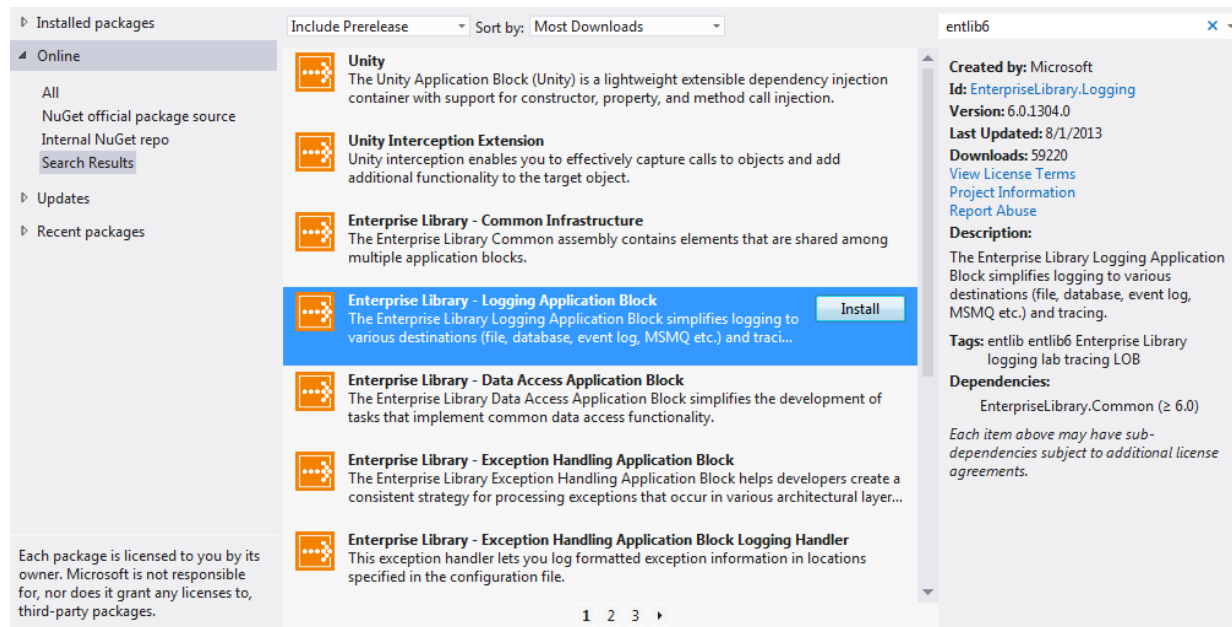 Installed packages
Online
All
NuGet official package source
Internal NuGet repo
Search Results
Updates
Recent packages
Each package is licensed to you by its
owner. Microsoft is not responsible
for, nor does it grant any licenses to,
third-party packages.
Include Prerelease
Sort by: Most Downloads
Unity
The Unity Application Block (Unity) is a lightweight extensible dependency injection
container with support for constructor, property, and method call injection.
Unity Interception Extension
Unity interception enables you to effectively capture calls to objects and add
additional functionality to the target object.
Enterprise Library - Common Infrastructure
The Enterprise Library Common assembly contains elements that are shared among
multiple application blocks.
Enterprise Library - Logging Application Block
The Enterprise Library Logging Application Block simplifies logging to
various destinations (file, database, event log, MSMQ etc.) and traci...
Install
Enterprise Library - Data Access Application Block
The Enterprise Library Data Access Application Block simplifies the development of
tasks that implement common data access functionality.
Enterprise Library - Exception Handling Application Block
The Enterprise Library Exception Handling Application Block helps developers create a
consistent strategy for processing exceptions that occur in various architectural layer...
Enterprise Library - Exception Handling Application Block Logging Handler
This exception handler lets you log formatted exception information in locations
specified in the configuration file.
1 2 3
entlib6
Created by: Microsoft
Id: EnterpriseLibrary.Logging
Version: 6.0.1304.0
Last Updated: 8/1/2013
Downloads: 59220
View License Terms
Project Information
Report Abuse
Description:
The Enterprise Library Logging Application
Block simplifies logging to various
destinations (file, database, event log,
MSMQ etc.) and tracing.
Tags: entlib entlib6 Enterprise Library
logging lab tracing LOB
Dependencies:
EnterpriseLibrary.Common (≥ 6.0)
Each item above may have sub-
dependencies subject to additional license
agreements.